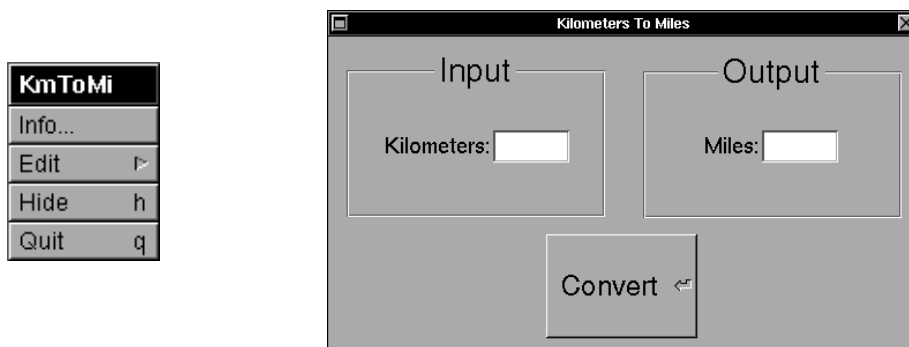 KmToMi
Info...
Edit
Hide h
Quit q
Kilometers To Miles
Input
Output
Kilometers:
Miles:
Convert